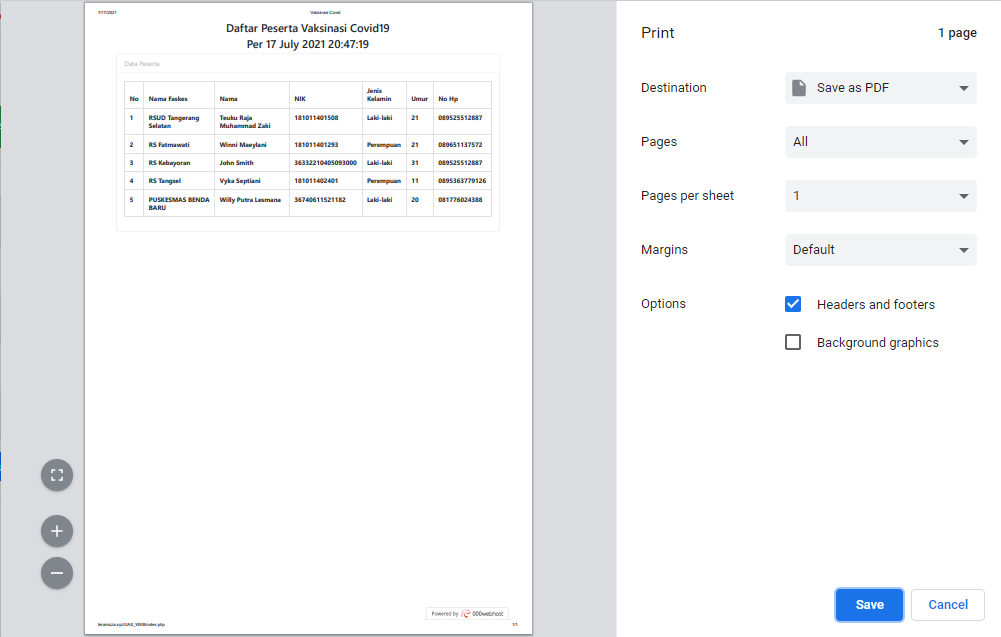 7/17/2021 Vaksinasi Covid
Daftar Peserta Vaksinasi Covid19
Per 17 July 2021 20:47:19
Data Peserta
No Nama Faskes Nama NIK Jenis Kelamin Umur No Hp
1 RSUD Tangerang Selatan Teuku Raja Muhammad Zaki 181011401508 Laki-laki 21 089525512887
2 RS Fatmawati Winni Maeylani 181011401293 Perempuan 21 089651137572
3 RS Kebayoran John Smith 36332210405093000 Laki-laki 31 089525512887
4 RS Tangsel Vyka Septiani 181011402401 Perempuan 11 0895363779126
5 PUSKESMAS BENDA BARU Willy Putra Lesmana 36740611521182 Laki-laki 20 081776024388
Powered by 000webhost
1/1
Print 1 page
Destination Save as PDF
Pages All
Pages per sheet 1
Margins Default
Options Headers and footers
Background graphics
Save Cancel